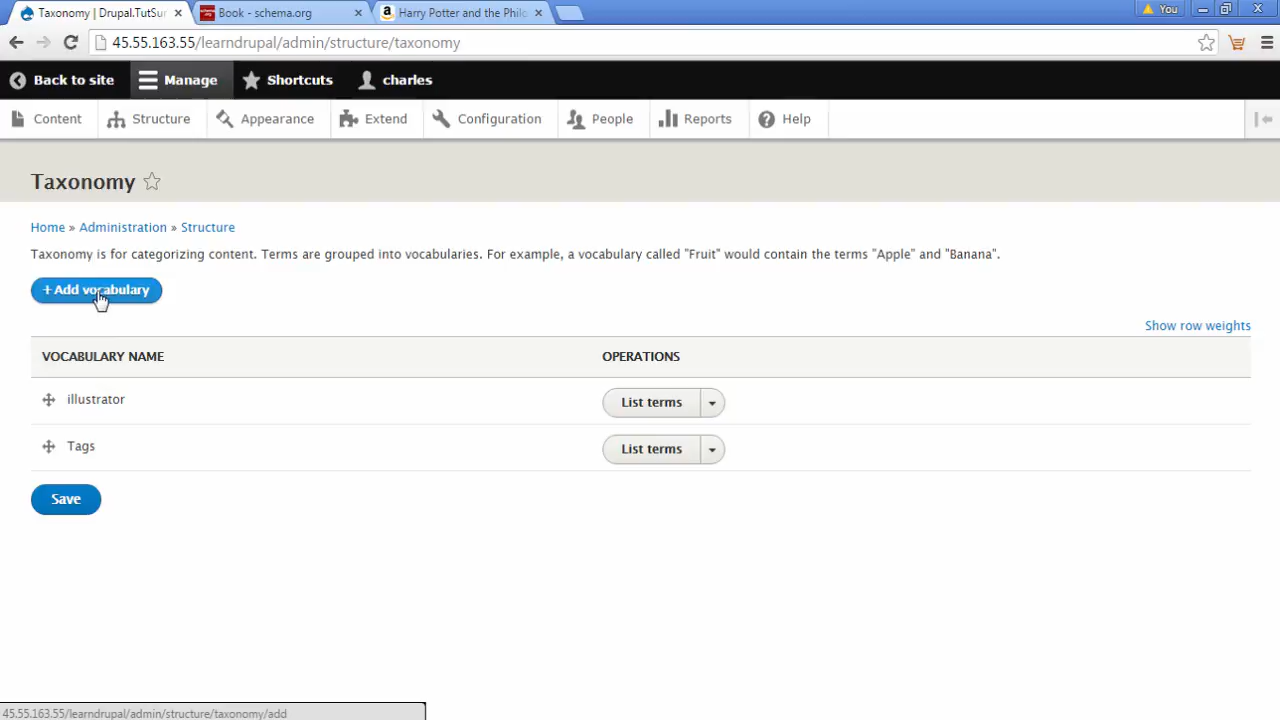 Taxonomy | Drupal.TutSur
Book - schema.org
Harry Potter and the Philo
You
45.55.163.55/learndrupal/admin/structure/taxonomy
Back to site
Manage
Shortcuts
charles
Content
Structure
Appearance
Extend
Configuration
People
Reports
Help
Taxonomy
Home » Administration » Structure
Taxonomy is for categorizing content. Terms are grouped into vocabularies. For example, a vocabulary called "Fruit" would contain the terms "Apple" and "Banana".
+ Add vocabulary
Show row weights
VOCABULARY NAME
OPERATIONS
illustrator
List terms
Tags
List terms
Save
45.55.163.55/learndrupal/admin/structure/taxonomy/add